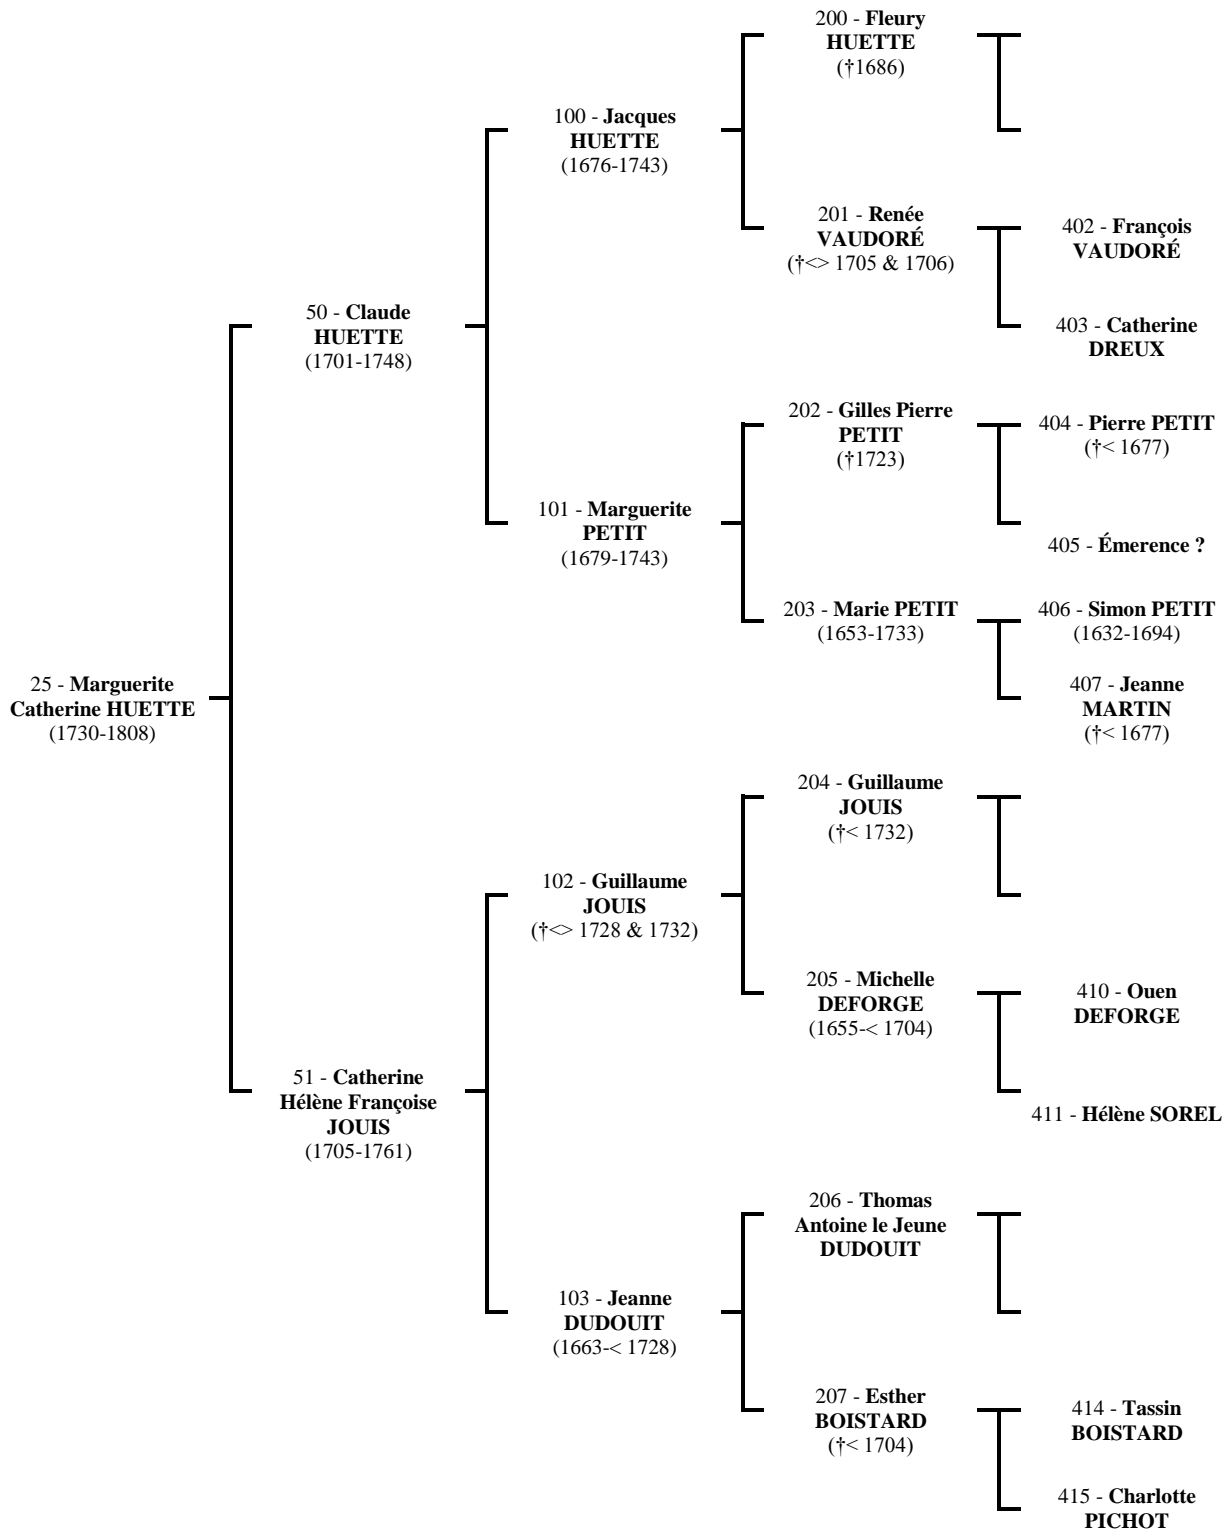 200 - Fleury
HUETTE
(†1686)
100 - Jacques
HUETTE
(1676-1743)
201 - Renée
VAUDORÉ
(†<> 1705 & 1706)
402 - François
VAUDORÉ
50 - Claude
HUETTE
(1701-1748)
403 - Catherine
DREUX
202 - Gilles Pierre
PETIT
(†1723)
404 - Pierre PETIT
(†< 1677)
101 - Marguerite
PETIT
(1679-1743)
405 - Émerence ?
203 - Marie PETIT
(1653-1733)
406 - Simon PETIT
(1632-1694)
25 - Marguerite
Catherine HUETTE
(1730-1808)
407 - Jeanne
MARTIN
(†< 1677)
204 - Guillaume
JOUIS
(†< 1732)
102 - Guillaume
JOUIS
(†<> 1728 & 1732)
205 - Michelle
DEFORGE
(1655-< 1704)
410 - Ouen
DEFORGE
51 - Catherine
Hélène Françoise
JOUIS
(1705-1761)
411 - Hélène SOREL
206 - Thomas
Antoine le Jeune
DUDOUIT
103 - Jeanne
DUDOUIT
(1663-< 1728)
207 - Esther
BOISTARD
(†< 1704)
414 - Tassin
BOISTARD
415 - Charlotte
PICHOT